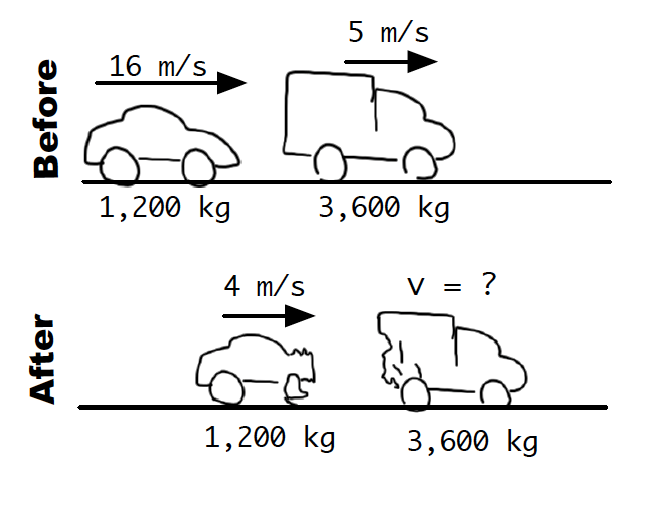 Before
16 m/s
5 m/s
1,200 kg
3,600 kg
After
4 m/s
v = ?
1,200 kg
3,600 kg